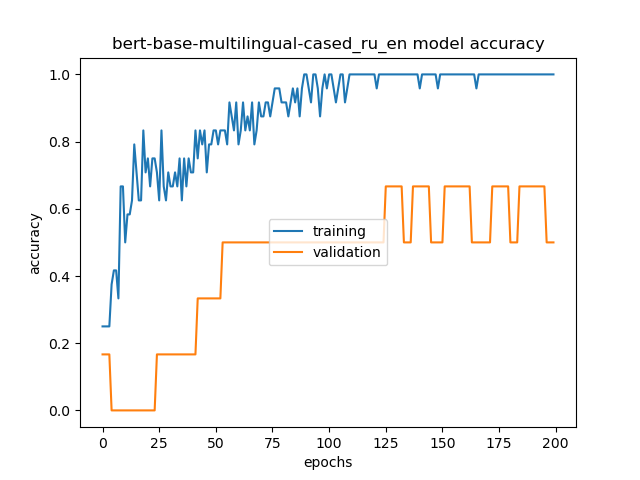 bert-base-multilingual-cased_ru_en model accuracy
1.0
0.8
0.6
0.4
0.2
0.0
accuracy
training
validation
0 25 50 75 100 125 150 175 200
epochs